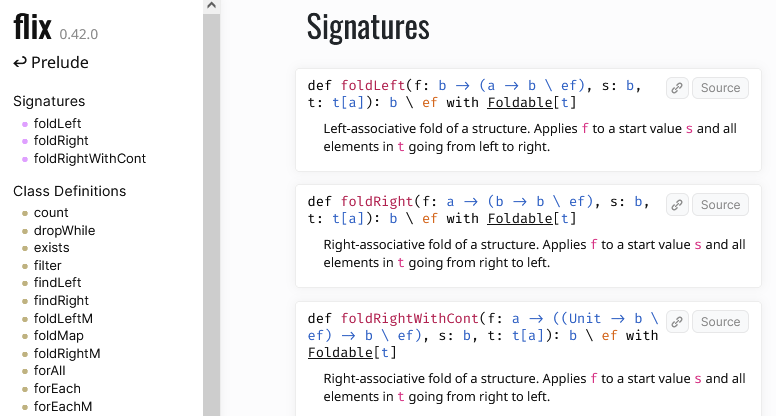 flix 0.42.0
↩ Prelude
Signatures
foldLeft
foldRight
foldRightWithCont
Class Definitions
count
dropWhile
exists
filter
findLeft
findRight
foldLeftM
foldMap
foldRightM
forAll
forEach
forEachM
Signatures
def foldLeft(f: b → (a → b \ ef), s: b,
t: t[a]): b \ ef with Foldable[t]
Source
Left-associative fold of a structure. Applies f to a start value s and all
elements in t going from left to right.
def foldRight(f: a → (b → b \ ef), s: b,
t: t[a]): b \ ef with Foldable[t]
Source
Right-associative fold of a structure. Applies f to a start value s and all
elements in t going from right to left.
def foldRightWithCont(f: a → ((Unit → b \
ef) → b \ ef), s: b, t: t[a]): b \ ef with
Foldable[t]
Source
Right-associative fold of a structure. Applies f to a start value s and all
elements in t going from right to left.